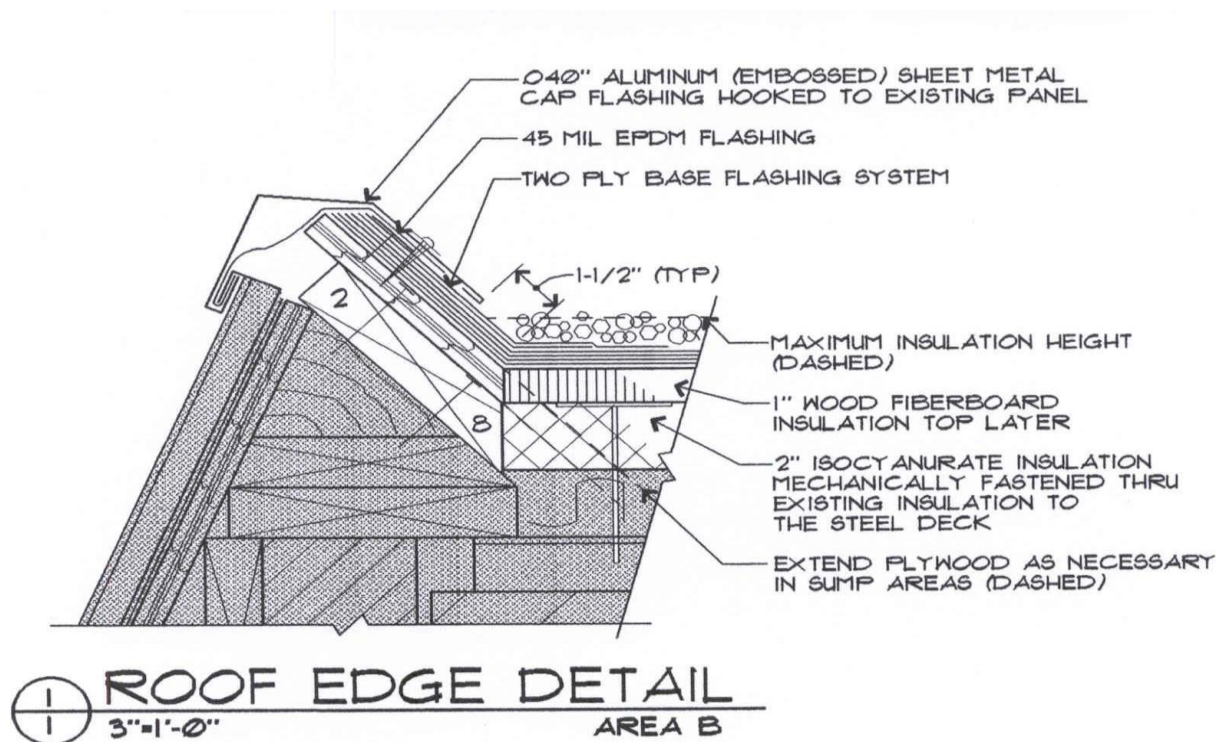 .040" ALUMINUM (EMBOSSED) SHEET METAL
CAP FLASHING HOOKED TO EXISTING PANEL
45 MIL EPDM FLASHING
TWO PLY BASE FLASHING SYSTEM
1-1/2" (TYP)
2
8
MAXIMUM INSULATION HEIGHT
(DASHED)
1" WOOD FIBERBOARD
INSULATION TOP LAYER
2" ISOCYANURATE INSULATION
MECHANICALLY FASTENED THRU
EXISTING INSULATION TO
THE STEEL DECK
EXTEND PLYWOOD AS NECESSARY
IN SUMP AREAS (DASHED)
1
1
ROOF EDGE DETAIL
3"=1'-0"
AREA B